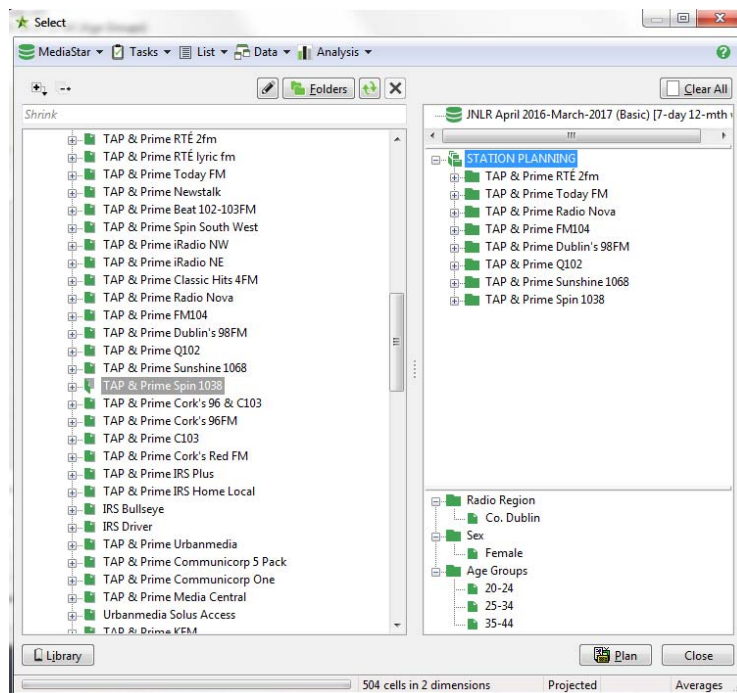 Select
MediaStar Tasks List Data Analysis
Folders
Clear All
Shrink
JNLR April 2016-March-2017 (Basic) [7-day 12-mth
TAP & Prime RTÉ 2fm
TAP & Prime RTÉ lyric fm
TAP & Prime Today FM
TAP & Prime Newstalk
TAP & Prime Beat 102-103FM
TAP & Prime Spin South West
TAP & Prime iRadio NW
TAP & Prime iRadio NE
TAP & Prime Classic Hits 4FM
TAP & Prime Radio Nova
TAP & Prime FM104
TAP & Prime Dublin's 98FM
TAP & Prime Q102
TAP & Prime Sunshine 1068
TAP & Prime Spin 1038
TAP & Prime Cork's 96 & C103
TAP & Prime Cork's 96FM
TAP & Prime C103
TAP & Prime Cork's Red FM
TAP & Prime IRS Plus
TAP & Prime IRS Home Local
IRS Bullseye
IRS Driver
TAP & Prime Urbanmedia
TAP & Prime Communicorp 5 Pack
TAP & Prime Communicorp One
TAP & Prime Media Central
Urbanmedia Solus Access
TAP & Prime KFM
STATION PLANNING
TAP & Prime RTÉ 2fm
TAP & Prime Today FM
TAP & Prime Radio Nova
TAP & Prime FM104
TAP & Prime Dublin's 98FM
TAP & Prime Q102
TAP & Prime Sunshine 1068
TAP & Prime Spin 1038
Radio Region
Co. Dublin
Sex
Female
Age Groups
20-24
25-34
35-44
Library
Plan
Close
504 cells in 2 dimensions
Projected
Averages